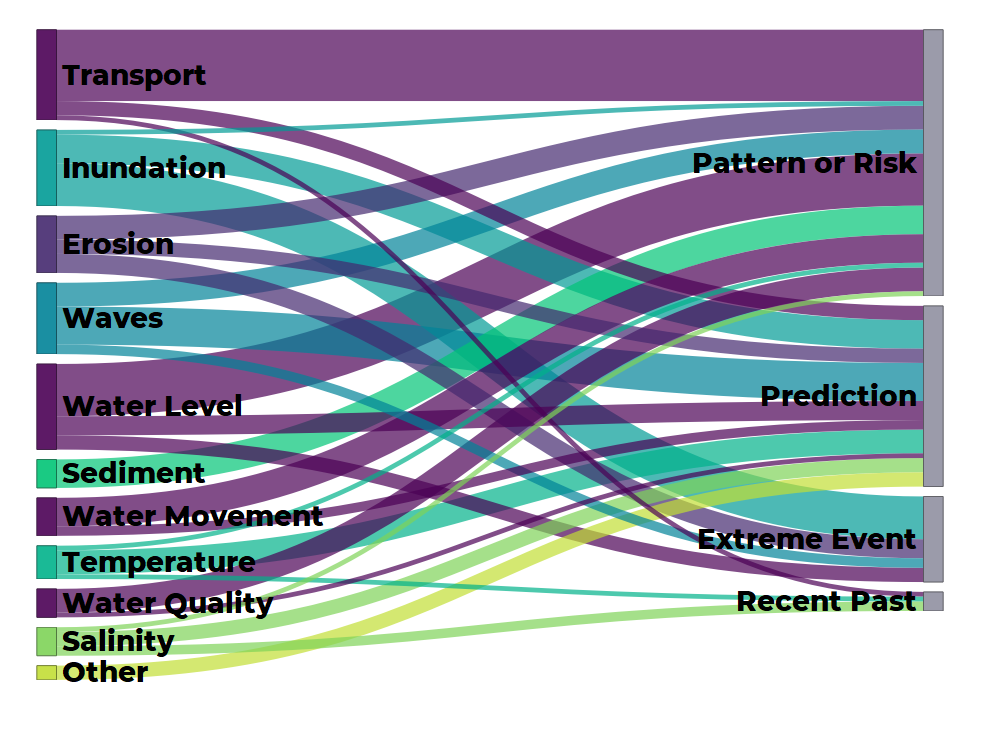 Transport
Inundation
Erosion
Waves
Water Level
Sediment
Water Movement
Temperature
Water Quality
Salinity
Other
Pattern or Risk
Prediction
Extreme Event
Recent Past